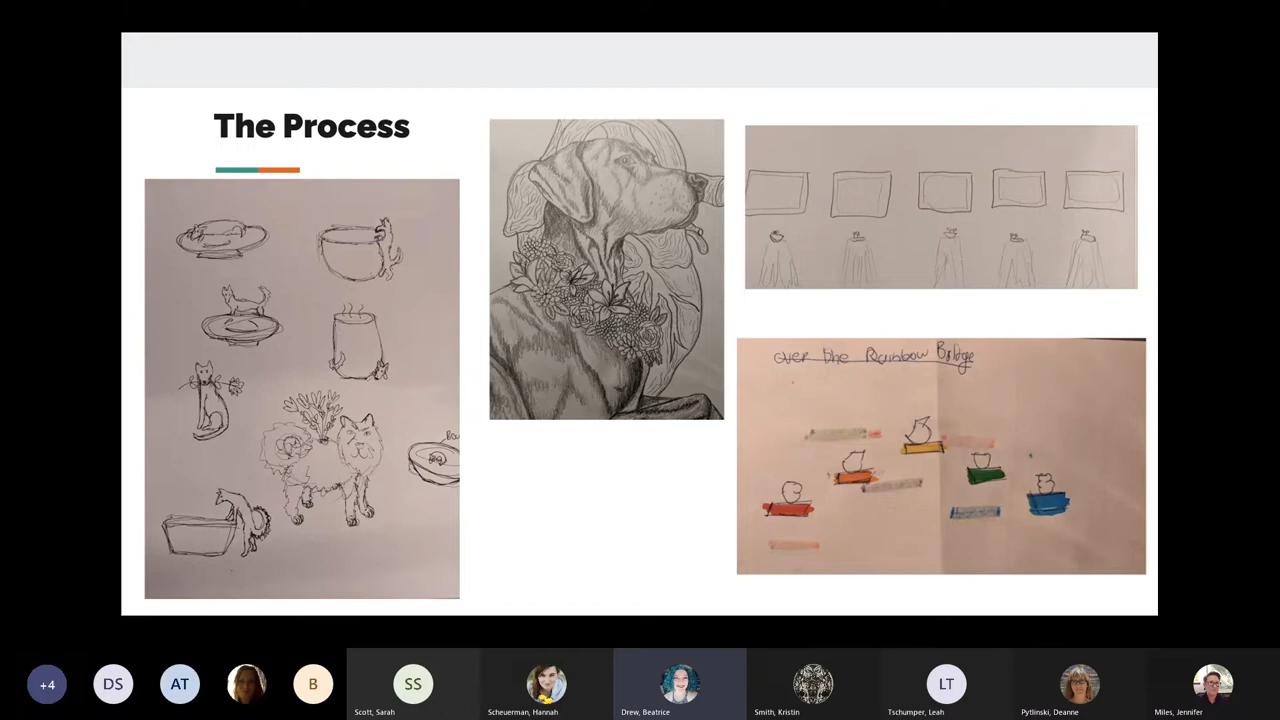 The Process
over the Rainbow Bridge
+4
DS
AT
B
SS
LT
Scott, Sarah
Scheuerman, Hannah
Drew, Beatrice
Smith, Kristin
Tschumper, Leah
Pytlinski, Deanne
Miles, Jennifer